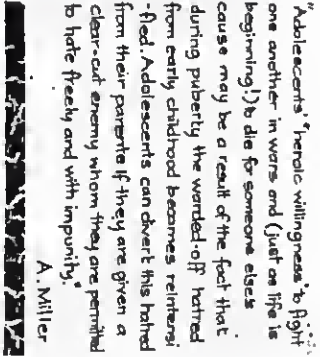 "Adolescents' "heroic willingness" to fight
one another in wars and (just as life is
beginning!) to die for someone else's
cause may be a result of the fact that
during puberty the warded-off hatred
from early childhood becomes reintensi-
-fied. Adolescents can divert this hatred
from their parents if they are given a
clear-cut enemy whom they are permitted
to hate freely and with impunity."
A. Miller